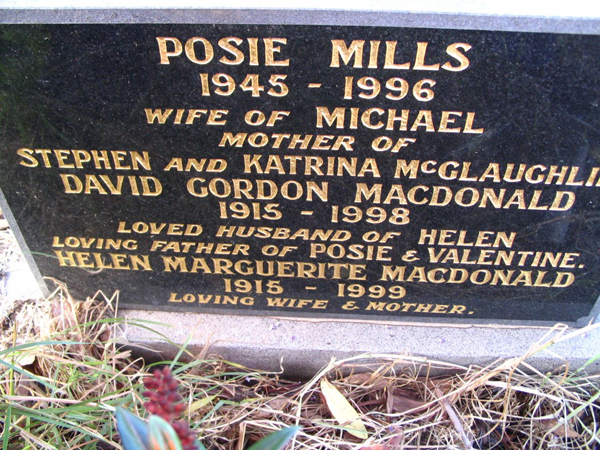 POSIE MILLS
1945 - 1996
WIFE OF MICHAEL
MOTHER OF
STEPHEN AND KATRINA MCGLAUGHLI
DAVID GORDON MACDONALD
1915 - 1998
LOVED HUSBAND OF HELEN
LOVING FATHER OF POSIE & VALENTINE.
HELEN MARGUERITE MACDONALD
1915 - 1999
LOVING WIFE & MOTHER.